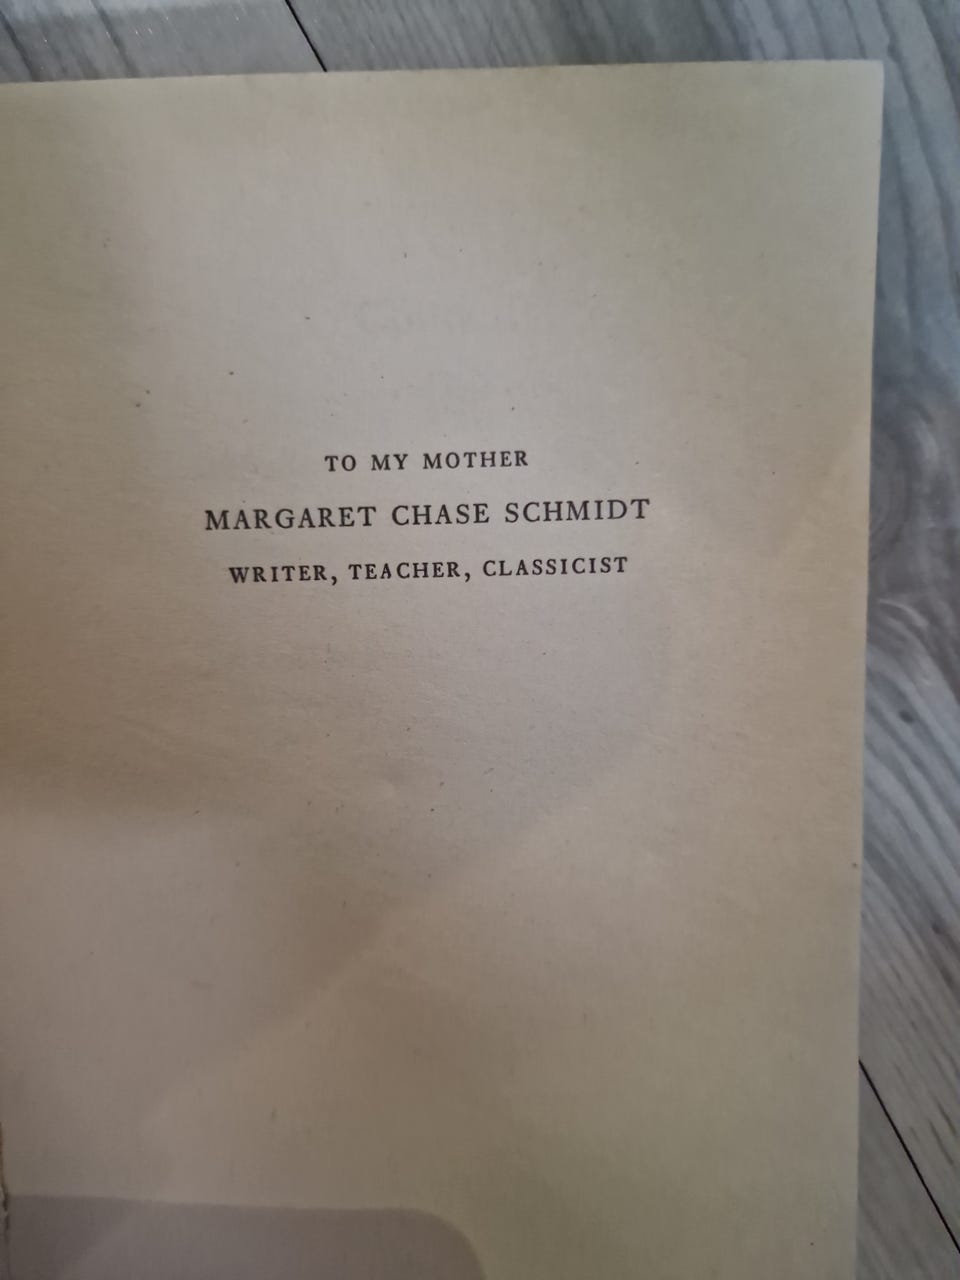 TO MY MOTHER
MARGARET CHASE SCHMIDT
WRITER, TEACHER, CLASSICIST